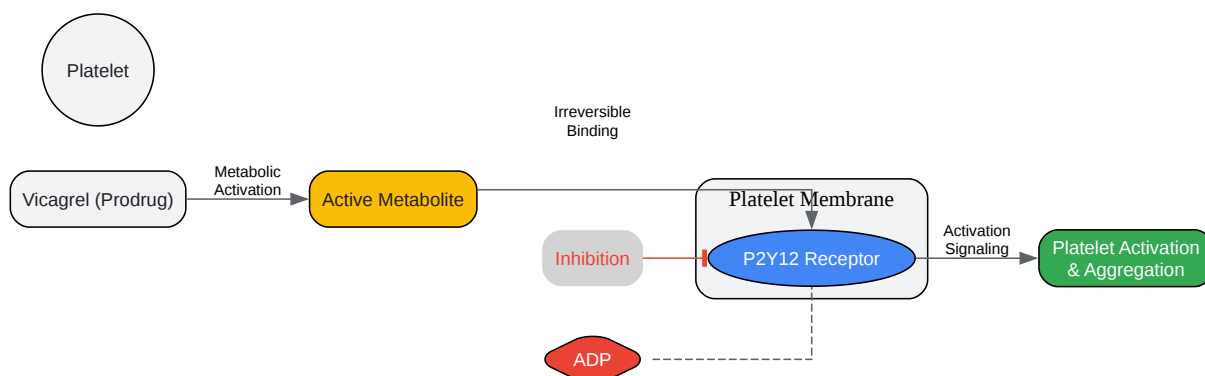 Platelet
Irreversible
Binding
Metabolic
Activation
Vicagrel (Prodrug)
Active Metabolite
Platelet Membrane
Inhibition
P2Y12 Receptor
Activation
Signaling
Platelet Activation
& Aggregation
ADP